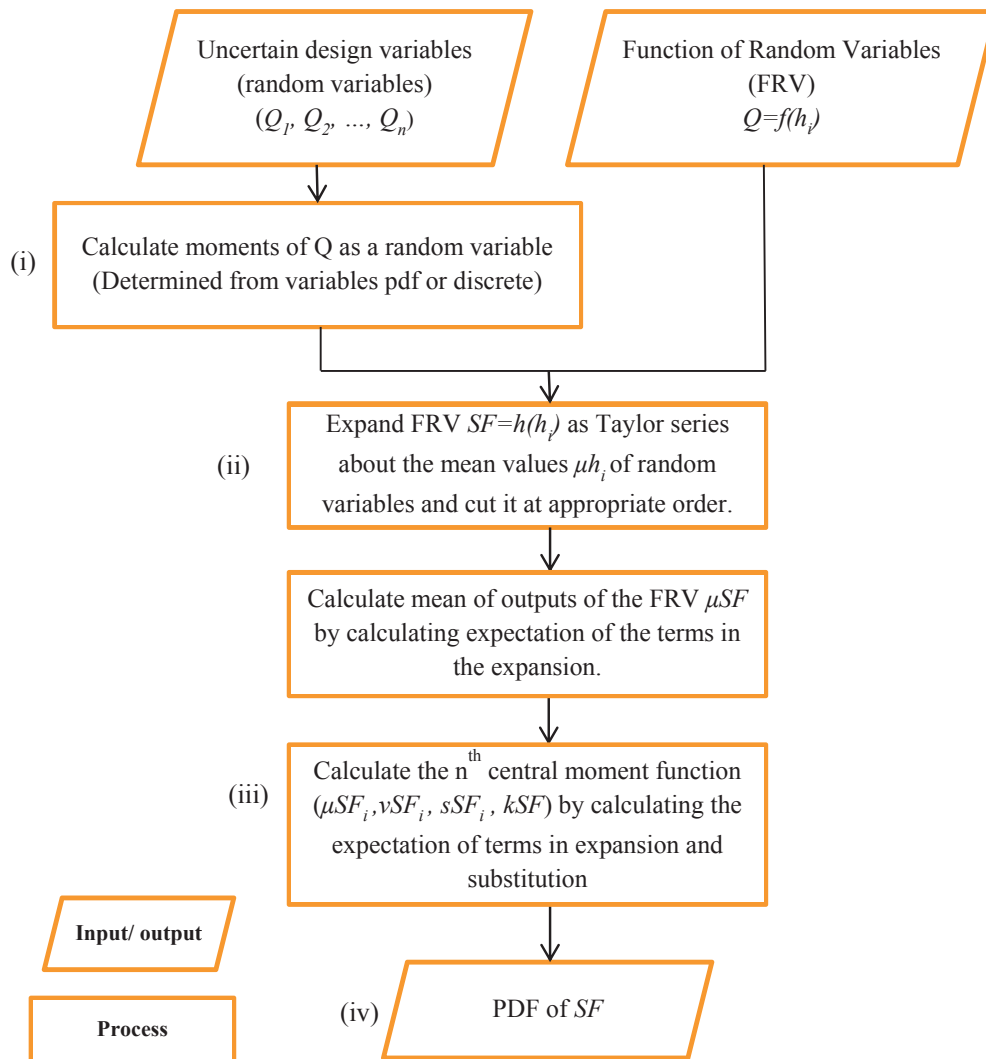 Uncertain design variables
(random variables)
(Q1, Q2, ..., Qn)
Function of Random Variables
(FRV)
Q=f(hi)
(i)
Calculate moments of Q as a random variable
(Determined from variables pdf or discrete)
(ii)
Expand FRV SF=h(hi) as Taylor series
about the mean values μhi of random
variables and cut it at appropriate order.
Calculate mean of outputs of the FRV μSF
by calculating expectation of the terms in
the expansion.
(iii)
Calculate the nth central moment function
(μSFi,vSFi, sSFi, kSF) by calculating the
expectation of terms in expansion and
substitution
Input/ output
(iv)
PDF of SF
Process